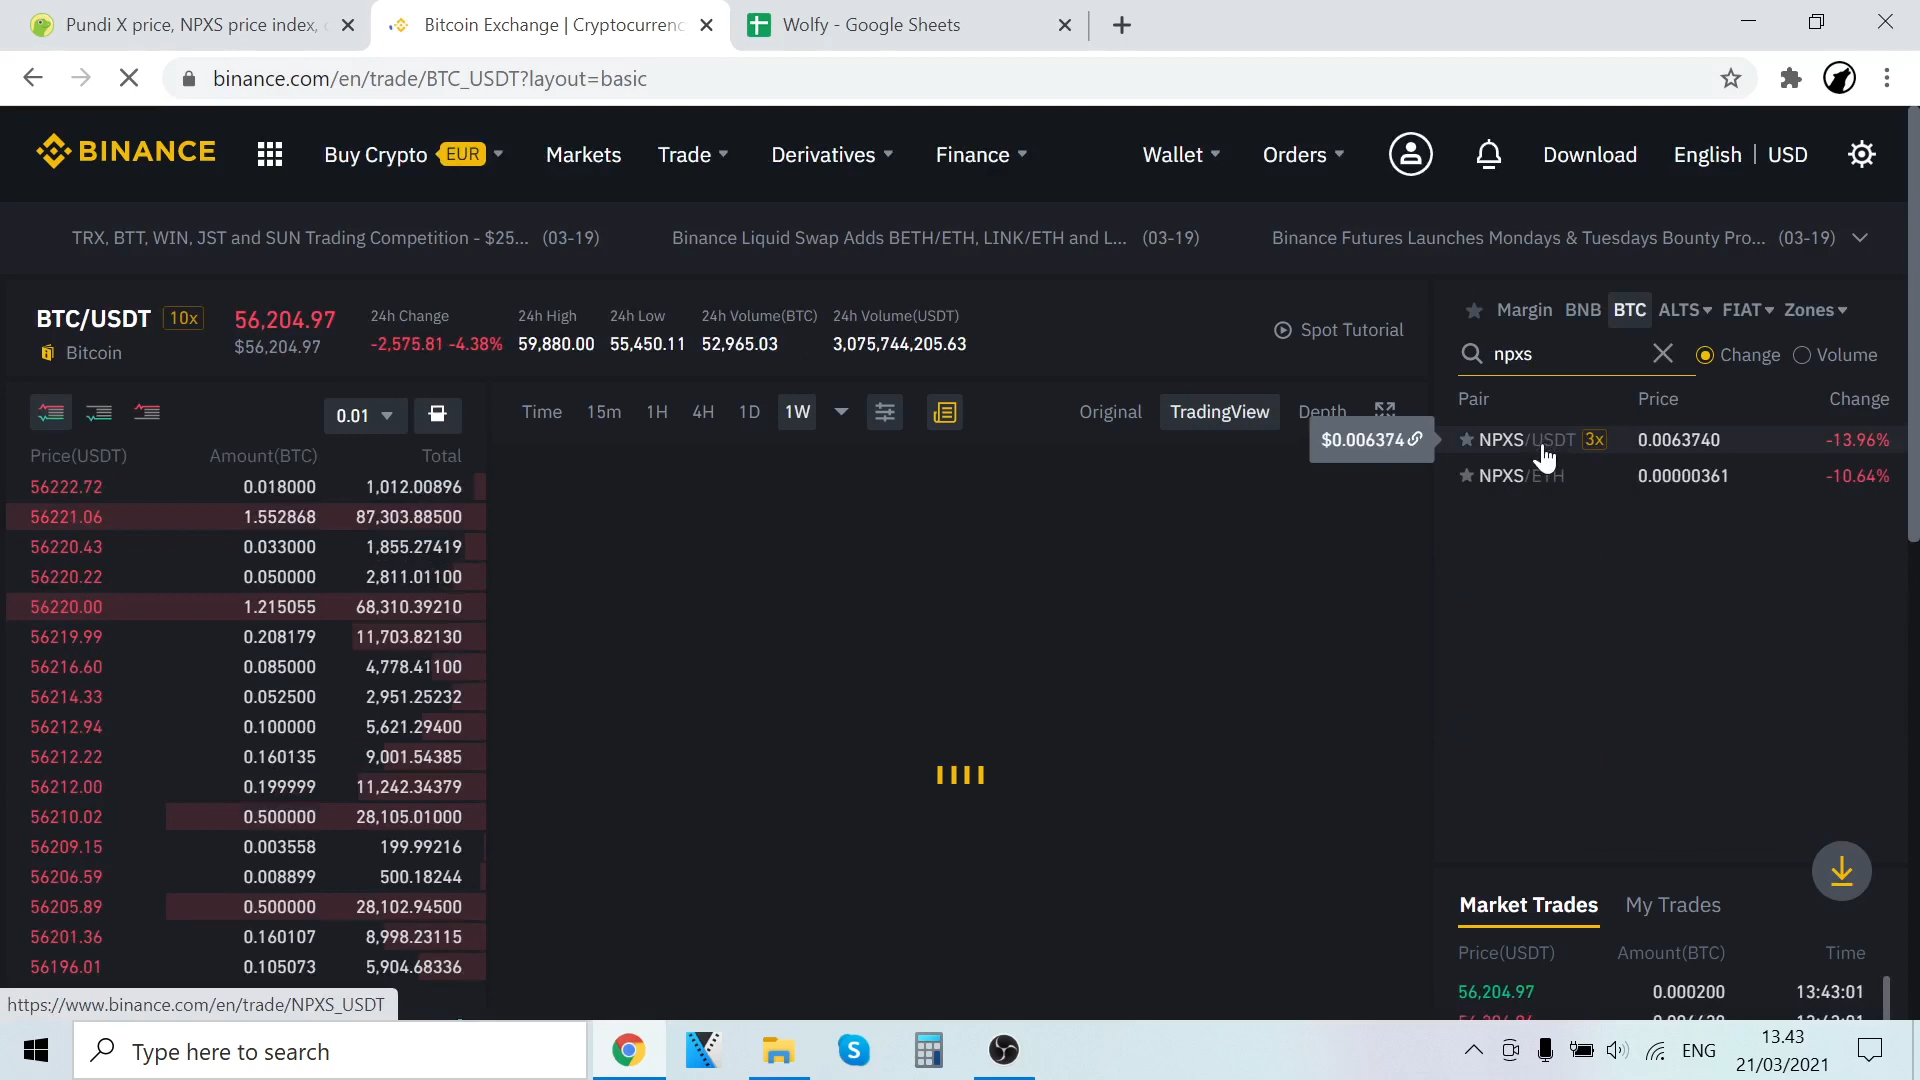 Pundi X price, NPXS price index,
Bitcoin Exchange | Cryptocurrenc
Wolfy - Google Sheets
binance.com/en/trade/BTC_USDT?layout=basic
BINANCE
Buy Crypto EUR
Markets
Trade
Derivatives
Finance
Wallet
Orders
Download
English | USD
TRX, BTT, WIN, JST and SUN Trading Competition - $25... (03-19)
Binance Liquid Swap Adds BETH/ETH, LINK/ETH and L... (03-19)
Binance Futures Launches Mondays & Tuesdays Bounty Pro... (03-19)
BTC/USDT 10x
Bitcoin
56,204.97
$56,204.97
24h Change
-2,575.81 -4.38%
24h High
59,880.00
24h Low
55,450.11
24h Volume(BTC)
52,965.03
24h Volume(USDT)
3,075,744,205.63
Spot Tutorial
Margin BNB BTC ALTS FIAT Zones
npxs
Change Volume
Pair Price Change
NPXS/USDT 3x 0.0063740 -13.96%
NPXS/ETH 0.00000361 -10.64%
$0.006374
0.01
Time 15m 1H 4H 1D 1W
Original TradingView Depth
Price(USDT) Amount(BTC) Total
56222.72 0.018000 1,012.00896
56221.06 1.552868 87,303.88500
56220.43 0.033000 1,855.27419
56220.22 0.050000 2,811.01100
56220.00 1.215055 68,310.39210
56219.99 0.208179 11,703.82130
56216.60 0.085000 4,778.41100
56214.33 0.052500 2,951.25232
56212.94 0.100000 5,621.29400
56212.22 0.160135 9,001.54385
56212.00 0.199999 11,242.34379
56210.02 0.500000 28,105.01000
56209.15 0.003558 199.99216
56206.59 0.008899 500.18244
56205.89 0.500000 28,102.94500
56201.36 0.160107 8,998.23115
56196.01 0.105073 5,904.68336
Market Trades My Trades
Price(USDT) Amount(BTC) Time
56,204.97 0.000200 13:43:01
https://www.binance.com/en/trade/NPXS_USDT
Type here to search
ENG
13.43
21/03/2021